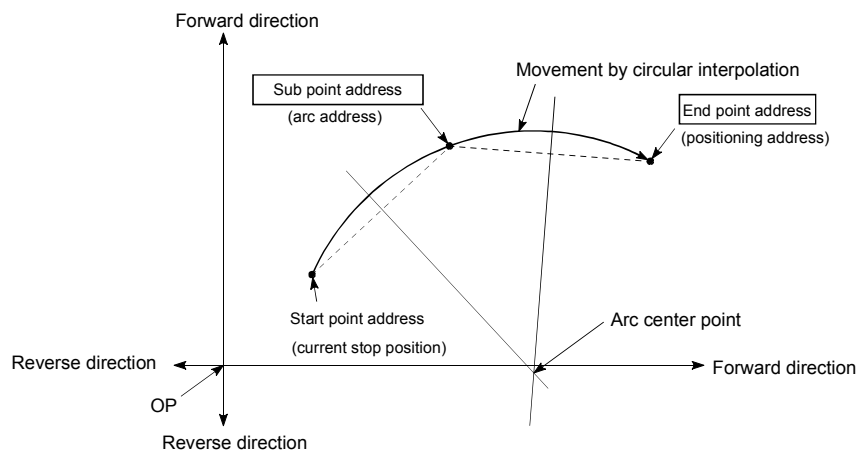 Forward direction
Movement by circular interpolation
Sub point address
(arc address)
End point address
(positioning address)
Start point address
(current stop position)
Arc center point
Reverse direction
Forward direction
OP
Reverse direction